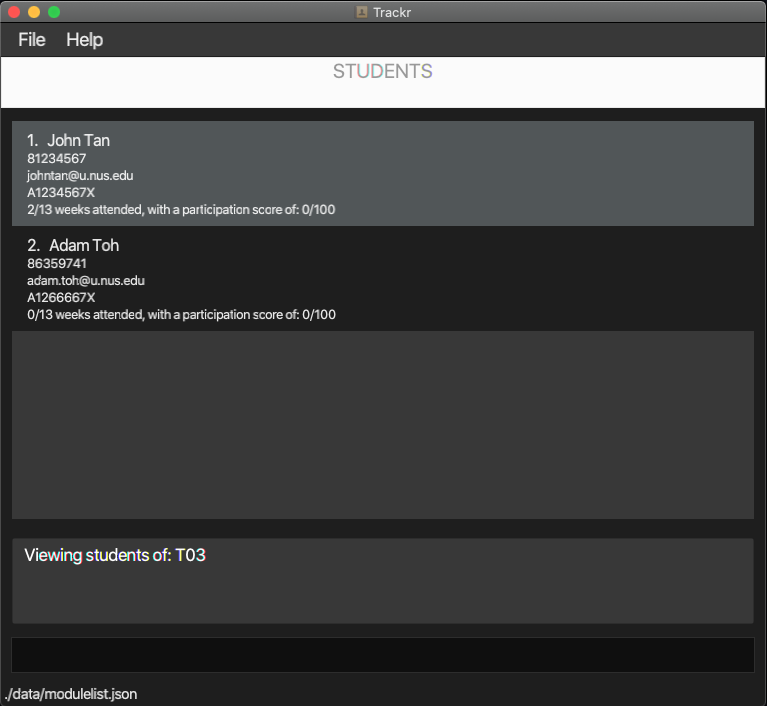 Trackr
File Help
STUDENTS
1. John Tan
81234567
johntan@u.nus.edu
A1234567X
2/13 weeks attended, with a participation score of: 0/100
2. Adam Toh
86359741
adam.toh@u.nus.edu
A1266667X
0/13 weeks attended, with a participation score of: 0/100
Viewing students of: T03
./data/modulelist.json